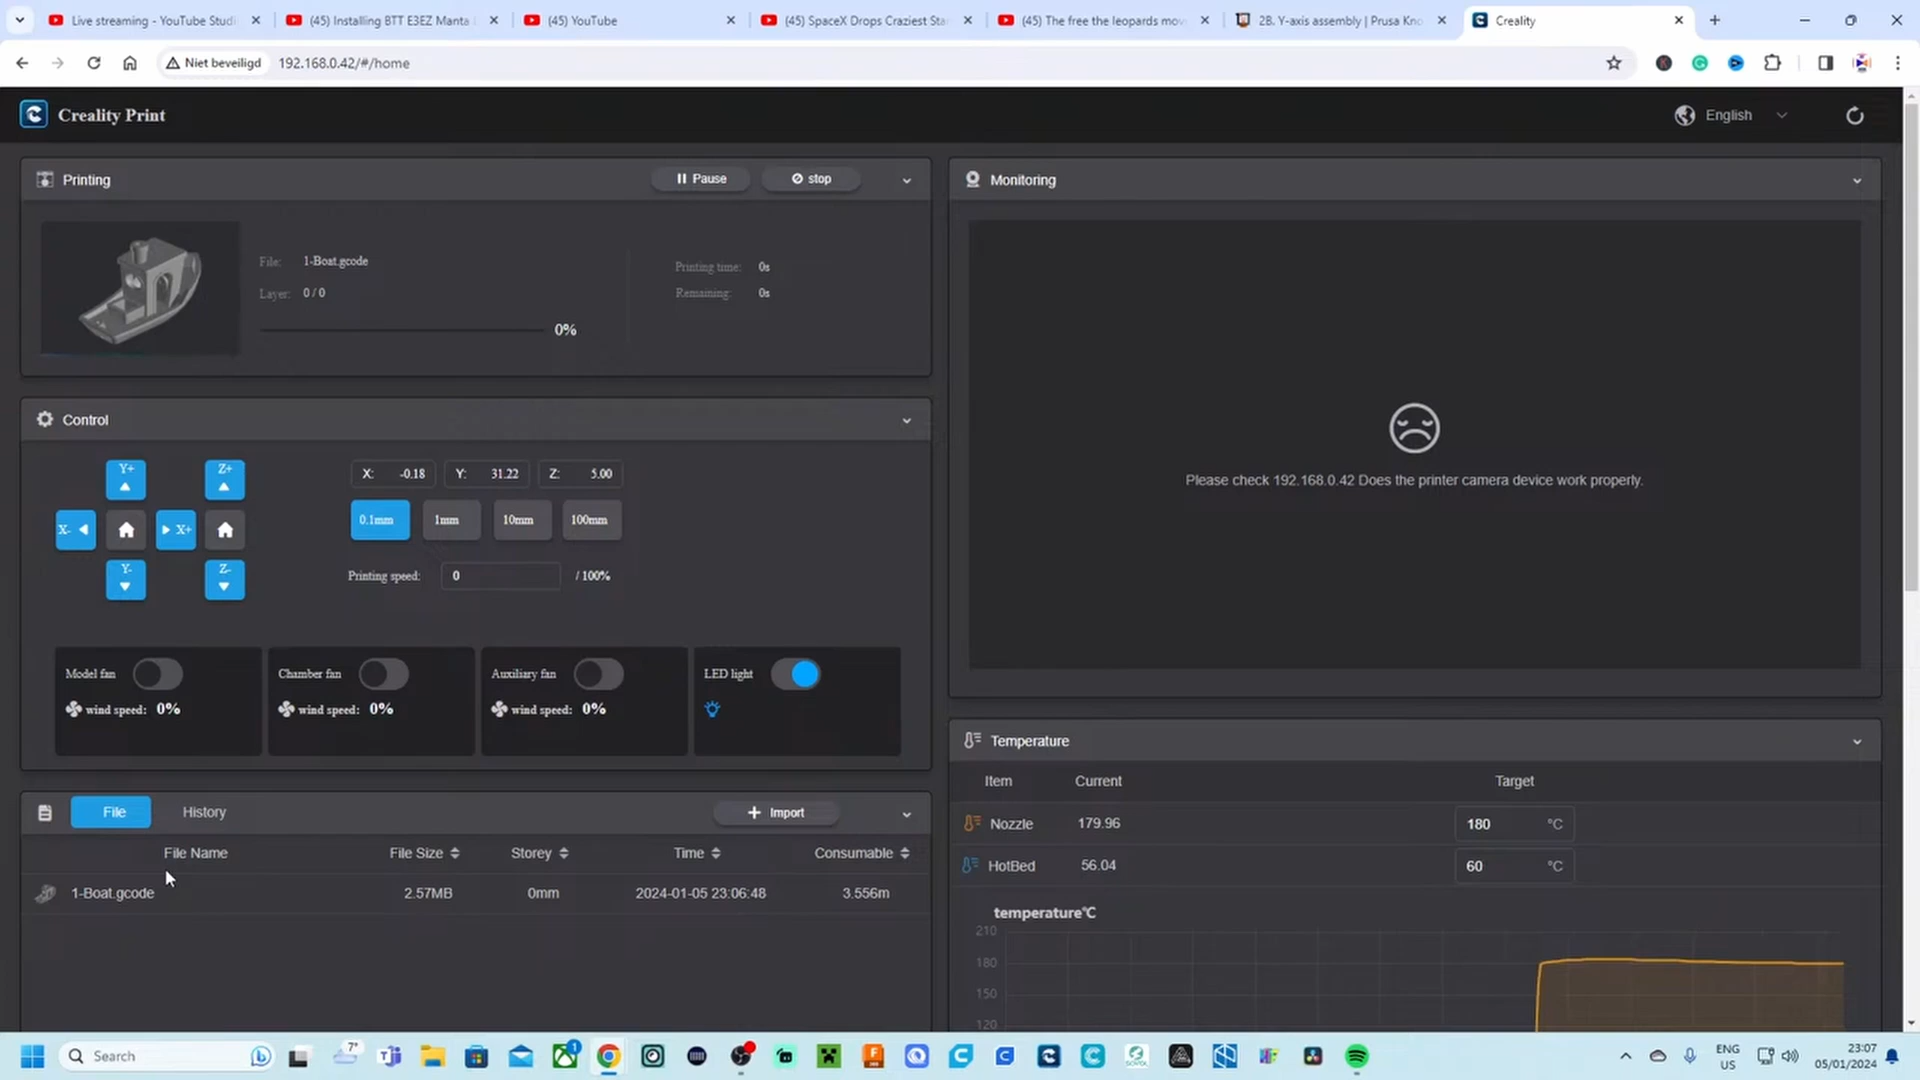 Live streaming - YouTube Studi
(45) Installing BTT E3EZ Manta
(45) YouTube
(45) SpaceX Drops Craziest Sta
(45) The free the leopards mov
2B. Y-axis assembly | Prusa Kno
Creality
Niet beveiligd
192.168.0.42/#/home
Creality Print
English
Printing
Pause
stop
File: 1-Boat.gcode
Layer: 0 / 0
0%
Printing time: 0s
Remaining: 0s
Monitoring
Please check 192.168.0.42 Does the printer camera device work properly.
Control
Y+
Z+
X-
X+
Y-
Z-
X: -0.18
Y: 31.22
Z: 5.00
0.1mm
1mm
10mm
100mm
Printing speed: 0 / 100%
Model fan
wind speed: 0%
Chamber fan
wind speed: 0%
Auxiliary fan
wind speed: 0%
LED light
Temperature
Item Current Target
Nozzle 179.96 180 °C
HotBed 56.04 60 °C
temperature°C
210
180
150
120
File
History
Import
File Name File Size Storey Time Consumable
1-Boat.gcode 2.57MB 0mm 2024-01-05 23:06:48 3.556m
Search
7°
1
ENG
US
23:07
05/01/2024